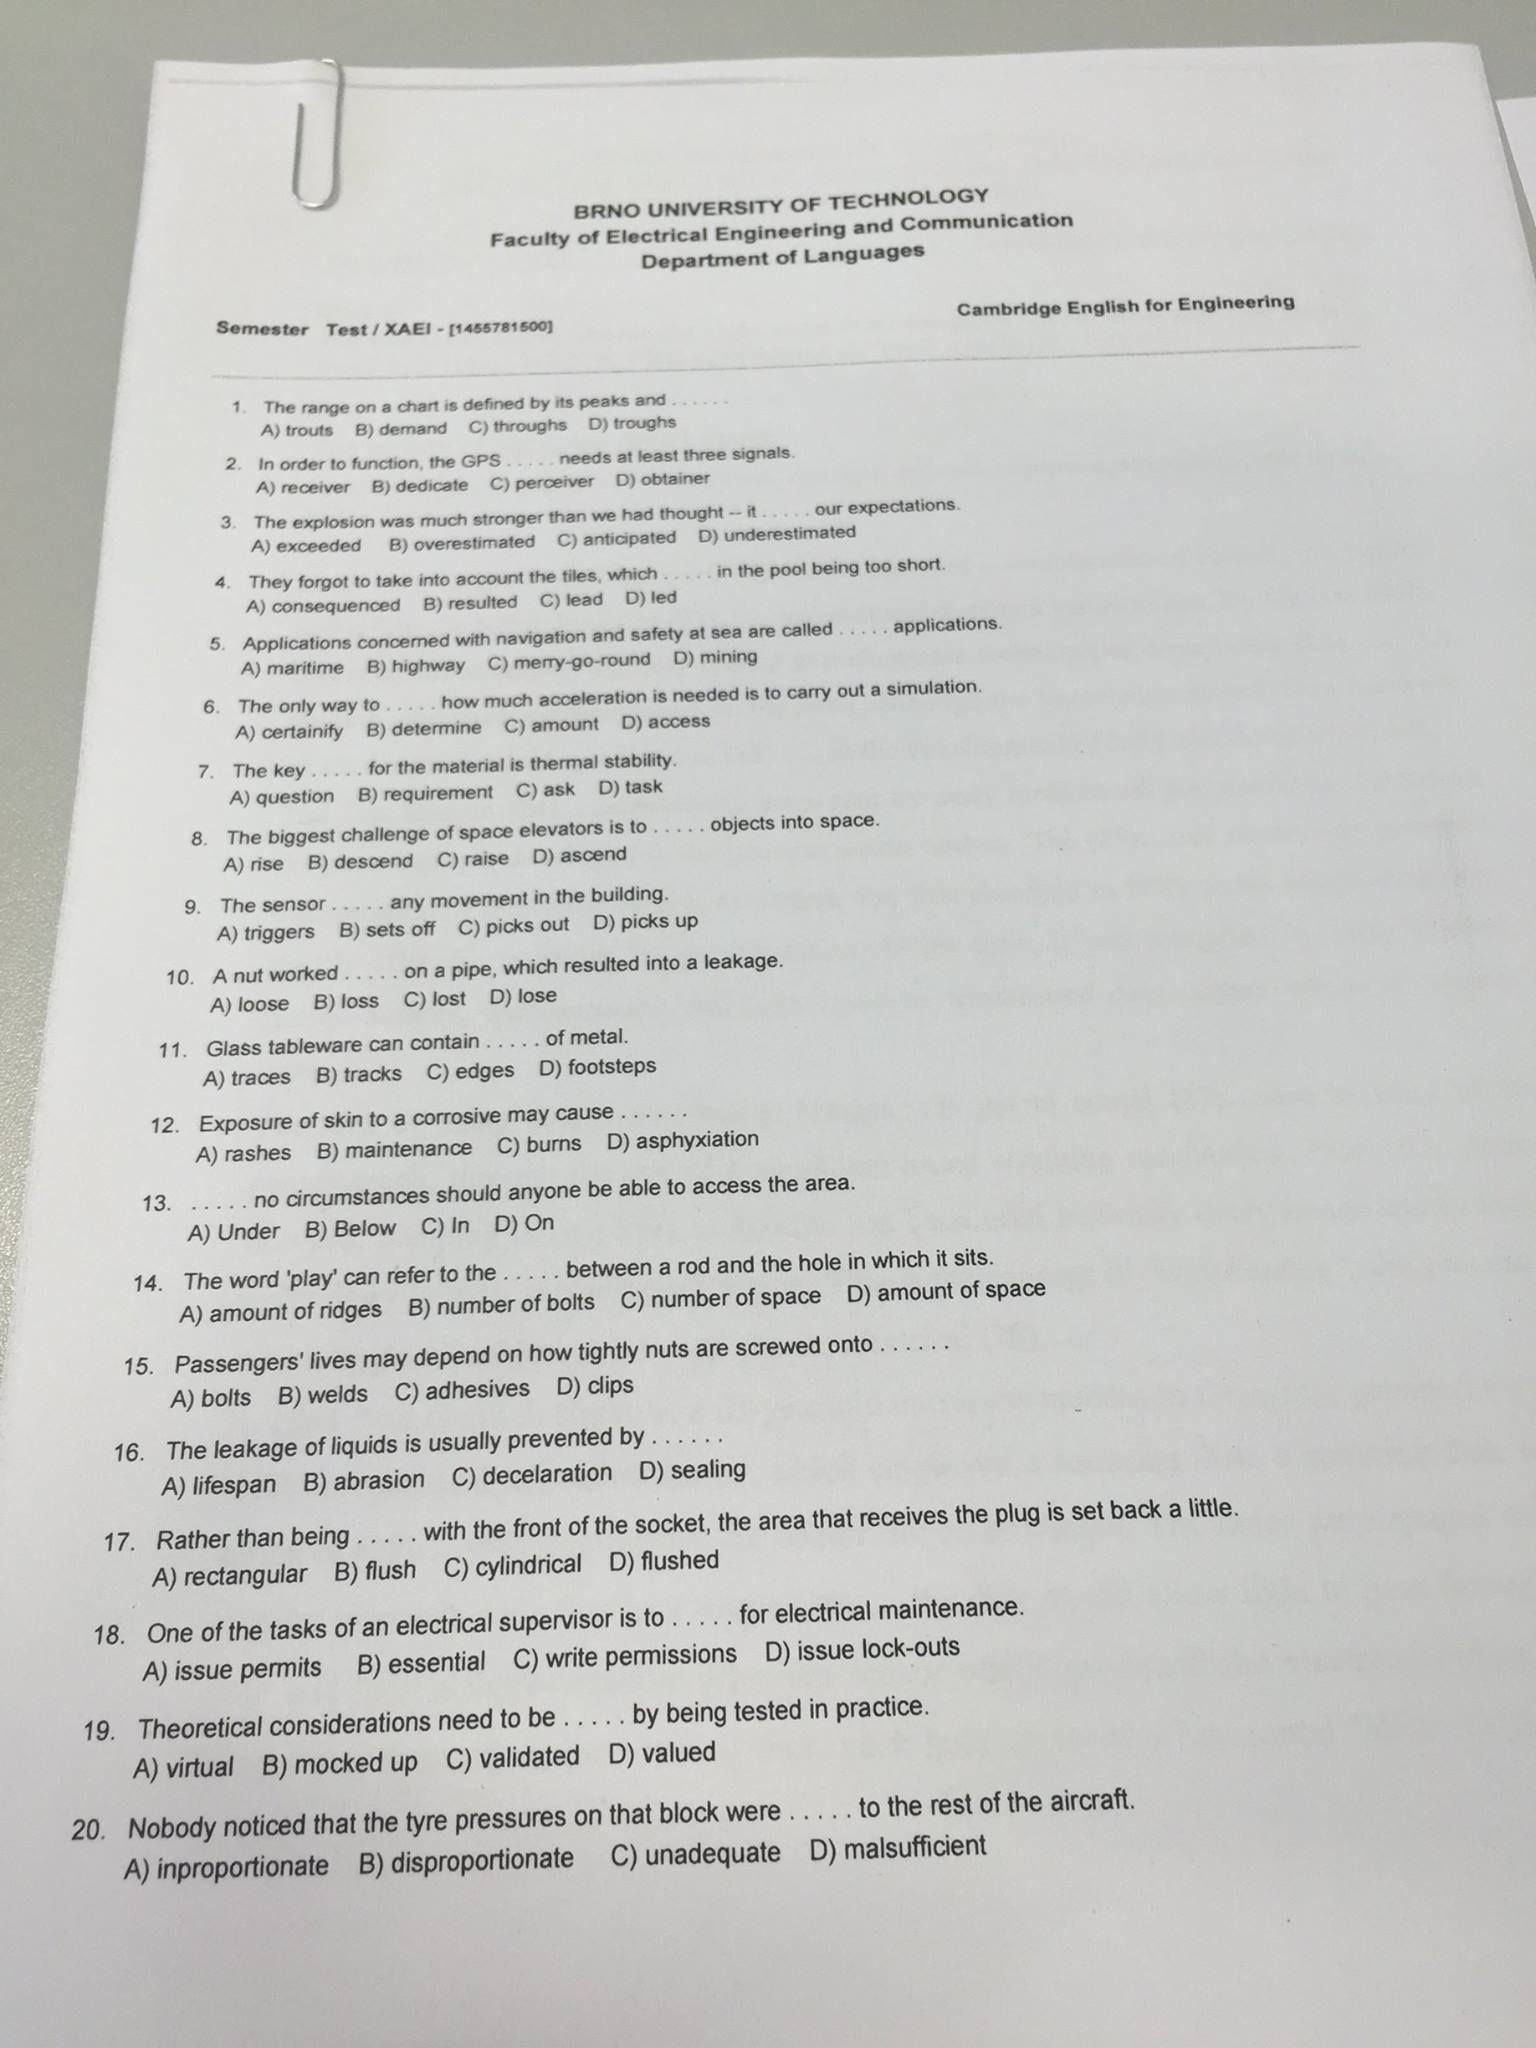 BRNO UNIVERSITY OF TECHNOLOGY
Faculty of Electrical Engineering and Communication
Department of Languages
Cambridge English for Engineering
Semester Test / XAEI - [1455781500]
1. The range on a chart is defined by its peaks and . . . . . .
A) trouts B) demand C) throughs D) troughs
2. In order to function, the GPS . . . . . needs at least three signals.
A) receiver B) dedicate C) perceiver D) obtainer
3. The explosion was much stronger than we had thought -- it . . . . . our expectations.
A) exceeded B) overestimated C) anticipated D) underestimated
4. They forgot to take into account the tiles, which . . . . . in the pool being too short.
A) consequenced B) resulted C) lead D) led
5. Applications concerned with navigation and safety at sea are called . . . . . applications.
A) maritime B) highway C) merry-go-round D) mining
6. The only way to . . . . . how much acceleration is needed is to carry out a simulation.
A) certainify B) determine C) amount D) access
7. The key . . . . . for the material is thermal stability.
A) question B) requirement C) ask D) task
8. The biggest challenge of space elevators is to . . . . . objects into space.
A) rise B) descend C) raise D) ascend
9. The sensor . . . . . any movement in the building.
A) triggers B) sets off C) picks out D) picks up
10. A nut worked . . . . . on a pipe, which resulted into a leakage.
A) loose B) loss C) lost D) lose
11. Glass tableware can contain . . . . . of metal.
A) traces B) tracks C) edges D) footsteps
12. Exposure of skin to a corrosive may cause . . . . . .
A) rashes B) maintenance C) burns D) asphyxiation
13. . . . . . no circumstances should anyone be able to access the area.
A) Under B) Below C) In D) On
14. The word 'play' can refer to the . . . . . between a rod and the hole in which it sits.
A) amount of ridges B) number of bolts C) number of space D) amount of space
15. Passengers' lives may depend on how tightly nuts are screwed onto . . . . . .
A) bolts B) welds C) adhesives D) clips
16. The leakage of liquids is usually prevented by . . . . . .
A) lifespan B) abrasion C) decelaration D) sealing
17. Rather than being . . . . . with the front of the socket, the area that receives the plug is set back a little.
A) rectangular B) flush C) cylindrical D) flushed
18. One of the tasks of an electrical supervisor is to . . . . . for electrical maintenance.
A) issue permits B) essential C) write permissions D) issue lock-outs
19. Theoretical considerations need to be . . . . . by being tested in practice.
A) virtual B) mocked up C) validated D) valued
20. Nobody noticed that the tyre pressures on that block were . . . . . to the rest of the aircraft.
A) inproportionate B) disproportionate C) unadequate D) malsufficient